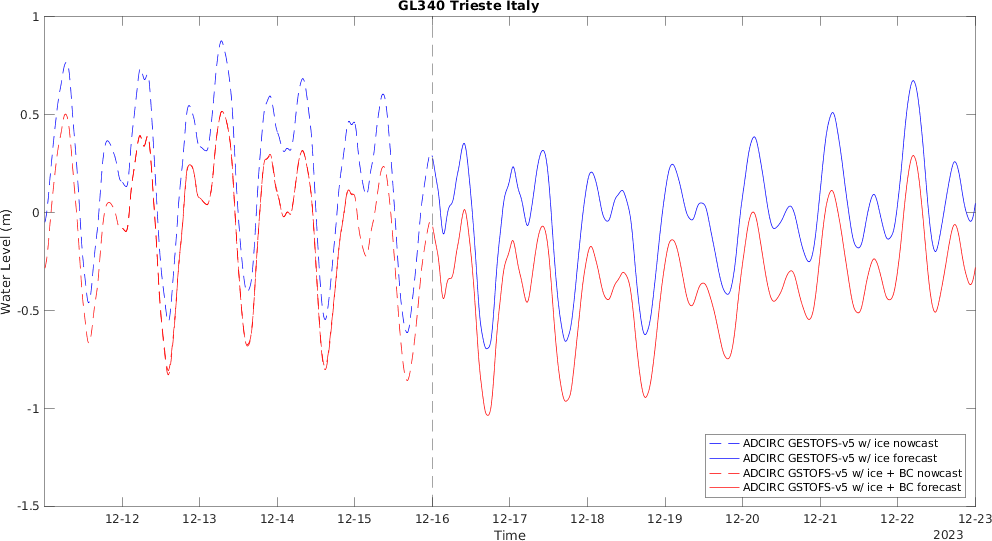 GL340 Trieste Italy
Water Level (m)
1
0.5
0
-0.5
-1
-1.5
ADCIRC GESTOFS-v5 w/ ice nowcast
ADCIRC GESTOFS-v5 w/ ice forecast
ADCIRC GSTOFS-v5 w/ ice + BC nowcast
ADCIRC GSTOFS-v5 w/ ice + BC forecast
12-12 12-13 12-14 12-15 12-16 12-17 12-18 12-19 12-20 12-21 12-22 12-23
Time
2023